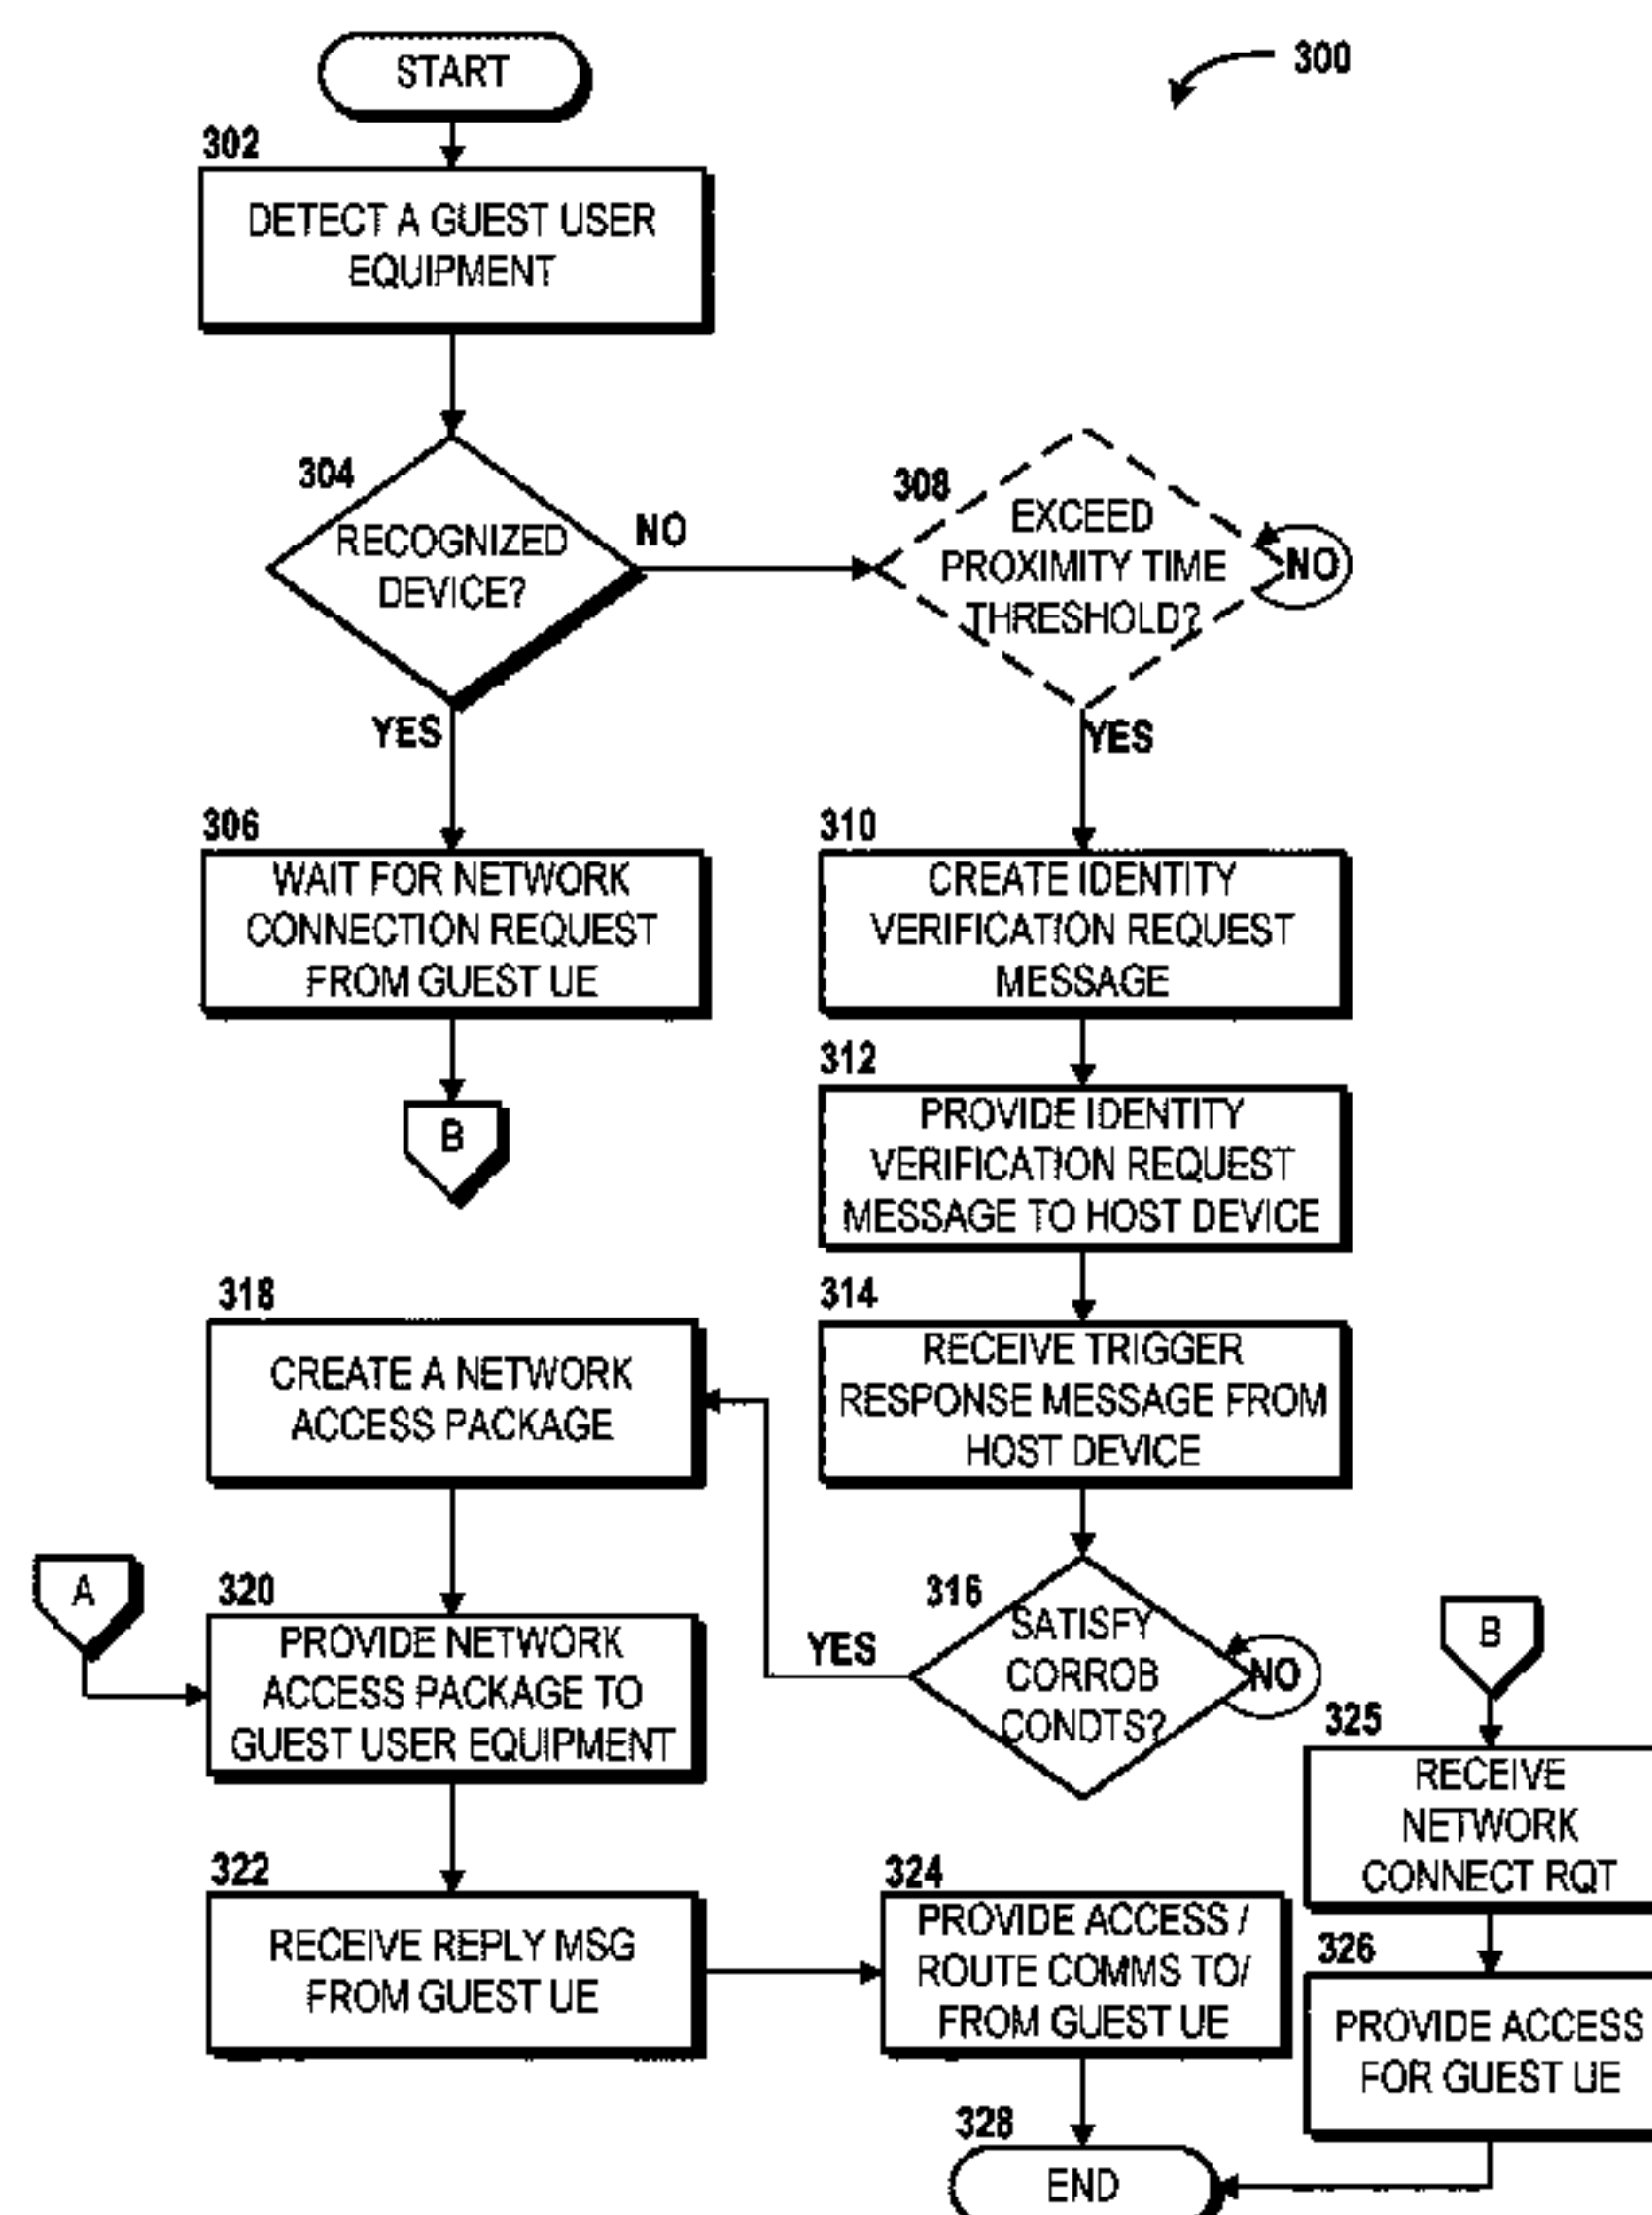 START
300
302
DETECT A GUEST USER
EQUIPMENT
304
RECOGNIZED
DEVICE?
NO
YES
308
EXCEED
PROXIMITY TIME
THRESHOLD?
NO
YES
306
WAIT FOR NETWORK
CONNECTION REQUEST
FROM GUEST UE
B
310
CREATE IDENTITY
VERIFICATION REQUEST
MESSAGE
312
PROVIDE IDENTITY
VERIFICATION REQUEST
MESSAGE TO HOST DEVICE
314
RECEIVE TRIGGER
RESPONSE MESSAGE FROM
HOST DEVICE
316
SATISFY
CORROB
CONDTS?
NO
YES
318
CREATE A NETWORK
ACCESS PACKAGE
A
320
PROVIDE NETWORK
ACCESS PACKAGE TO
GUEST USER EQUIPMENT
322
RECEIVE REPLY MSG
FROM GUEST UE
324
PROVIDE ACCESS /
ROUTE COMMS TO/
FROM GUEST UE
B
325
RECEIVE
NETWORK
CONNECT RQT
326
PROVIDE ACCESS
FOR GUEST UE
328
END